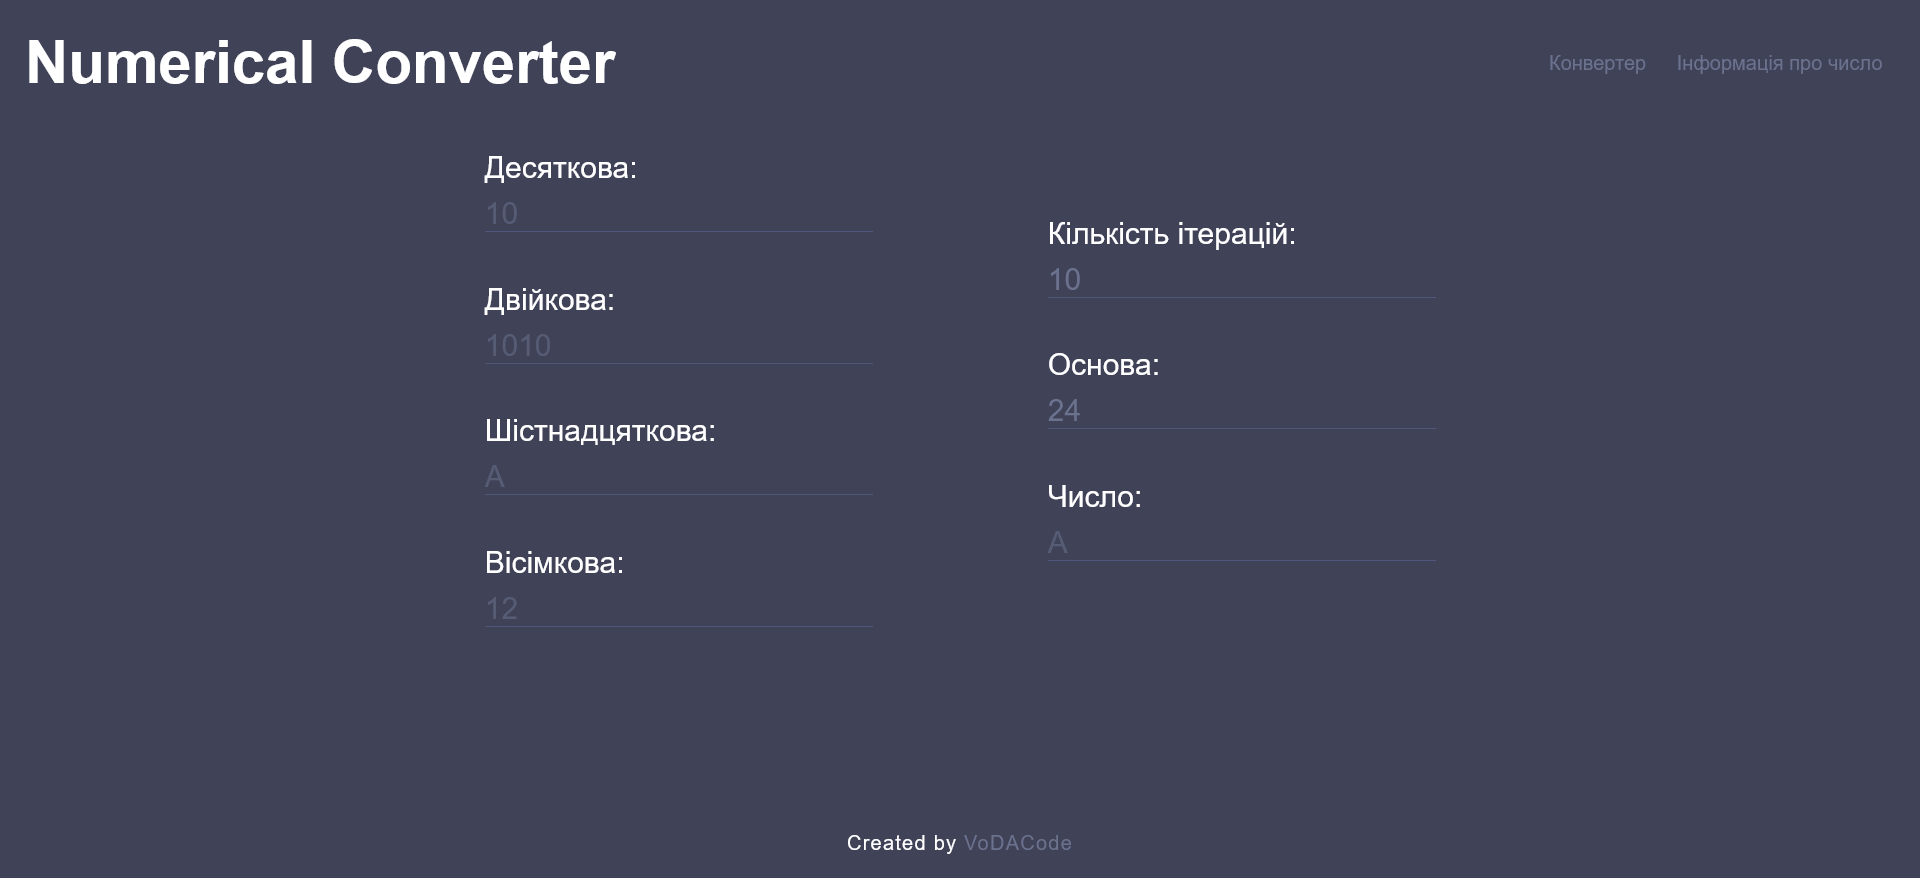 Numerical Converter
Конвертер
Інформація про число
Десяткова:
10
Двійкова:
1010
Шістнадцяткова:
A
Вісімкова:
12
Кількість ітерацій:
10
Основа:
24
Число:
A
Created by VoDACode